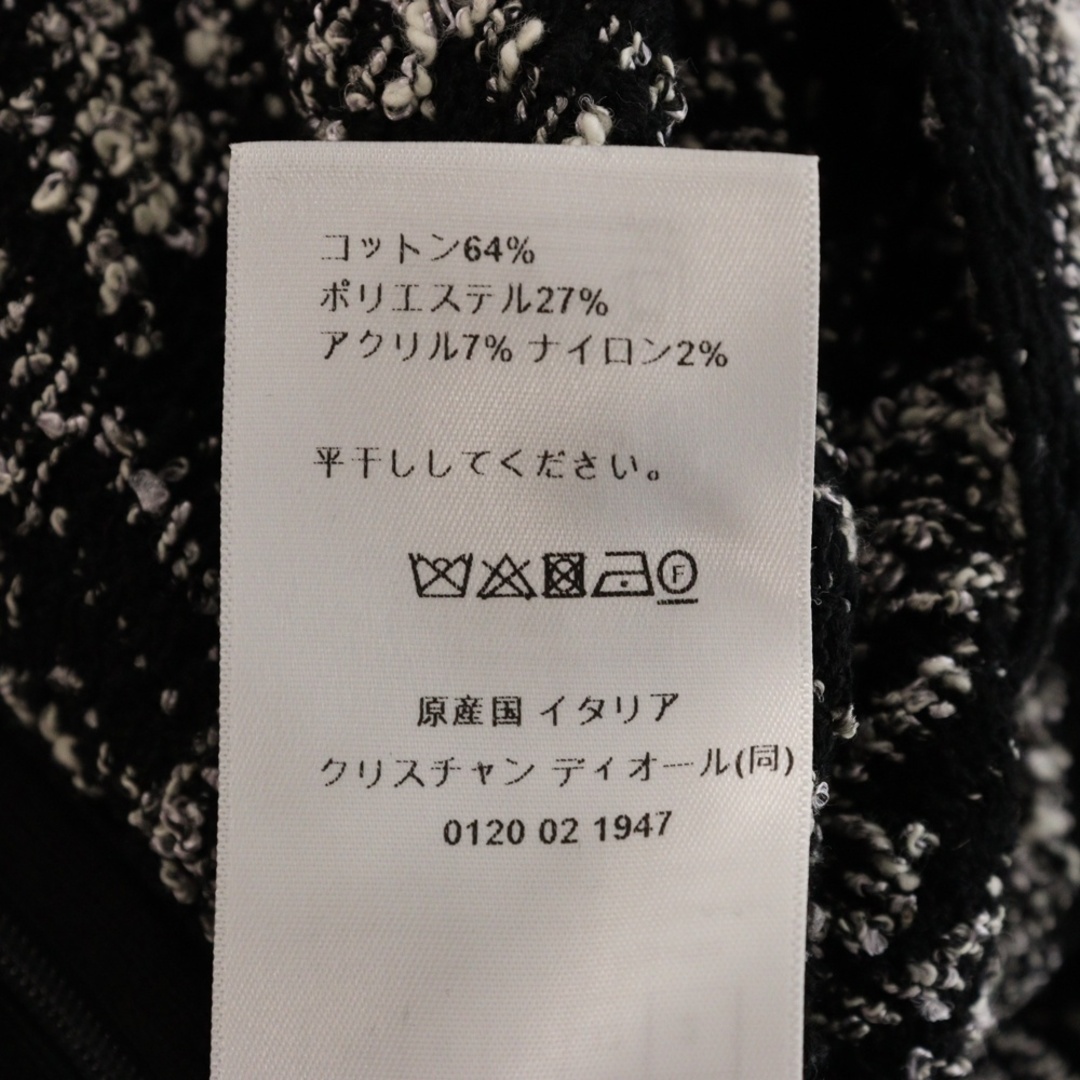 コットン64%
ポリエステル27%
アクリル7% ナイロン2%
平干ししてください。
F
原産国 イタリア
クリスチャン ディオール(同)
0120 02 1947